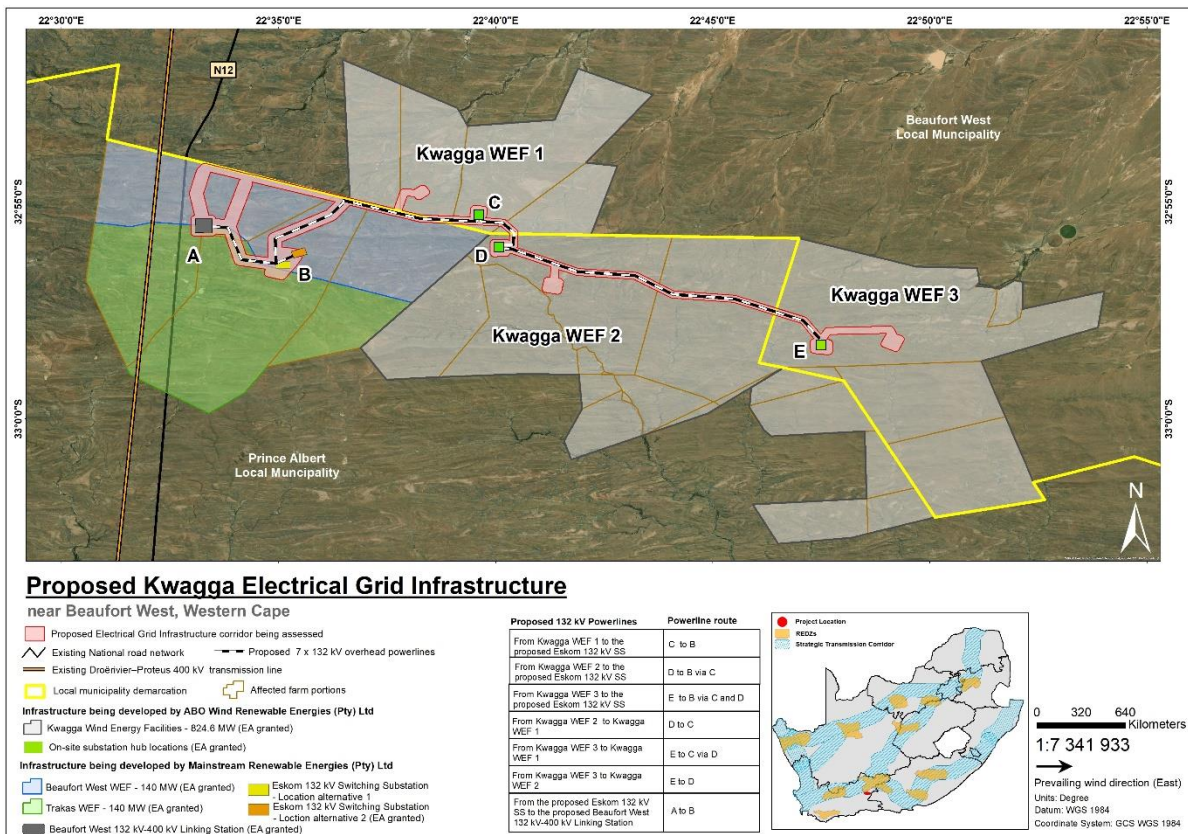 22°30'0"E 22°35'0"E 22°40'0"E 22°45'0"E 22°50'0"E 22°55'0"E
N12
Beaufort West
Local Muncipality
Kwagga WEF 1
32°55'0"S
32°55'0"S
C
A
B
D
Kwagga WEF 3
Kwagga WEF 2
E
33°0'0"S
33°0'0"S
Prince Albert
Local Muncipality
N
Proposed Kwagga Electrical Grid Infrastructure
near Beaufort West, Western Cape
Proposed Electrical Grid Infrastructure corridor being assessed
Existing National road network
Proposed 7 x 132 kV overhead powerlines
Existing Droërivier–Proteus 400 kV transmission line
Local municipality demarcation
Affected farm portions
Infrastructure being developed by ABO Wind Renewable Energies (Pty) Ltd
Kwagga Wind Energy Facilities - 824.6 MW (EA granted)
On-site substation hub locations (EA granted)
Infrastructure being developed by Mainstream Renewable Energies (Pty) Ltd
Beaufort West WEF - 140 MW (EA granted)
Trakas WEF - 140 MW (EA granted)
Beaufort West 132 kV-400 kV Linking Station (EA granted)
Eskom 132 kV Switching Substation
- Location alternative 1
Eskom 132 kV Switching Substation
- Loction alternative 2 (EA granted)
Proposed 132 kV Powerlines Powerline route
From Kwagga WEF 1 to the
proposed Eskom 132 kV SS
C to B
From Kwagga WEF 2 to the
proposed Eskom 132 kV SS
D to B via C
From Kwagga WEF 3 to the
proposed Eskom 132 kV SS
E to B via C and D
From Kwagga WEF 2 to Kwagga
WEF 1
D to C
From Kwagga WEF 3 to Kwagga
WEF 1
E to C via D
From Kwagga WEF 3 to Kwagga
WEF 2
E to D
From the proposed Eskom 132 kV
SS to the proposed Beaufort West
132 kV-400 kV Linking Station
A to B
Project Location
REDZs
Strategic Transmission Corridor
0 320 640
Kilometers
1:7 341 933
Prevailing wind direction (East)
Units: Degree
Datum: WGS 1984
Coordinate System: GCS WGS 1984